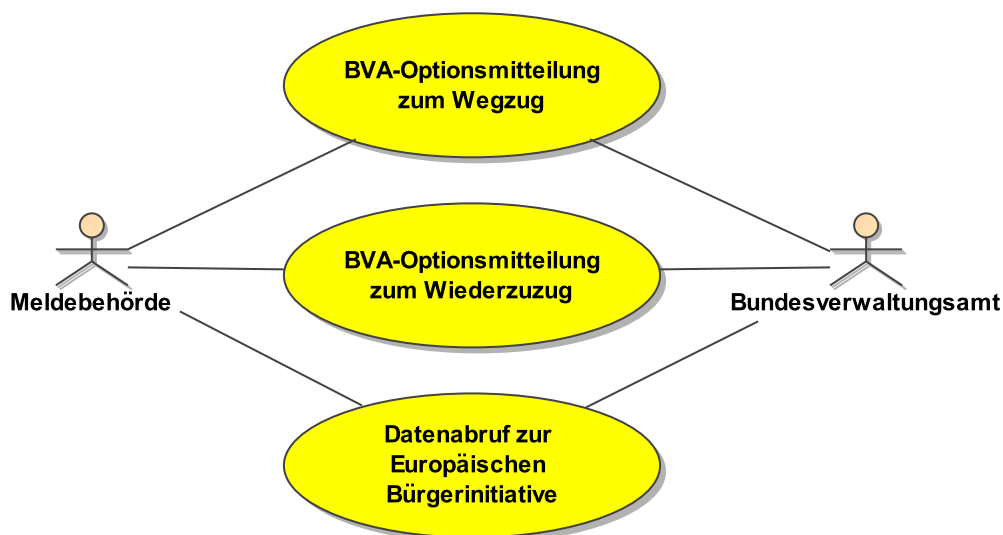 BVA-Optionsmitteilung
zum Wegzug
BVA-Optionsmitteilung
zum Wiederzuzug
Meldebehörde
Bundesverwaltungsamt
Datenabruf zur
Europäischen
Bürgerinitiative